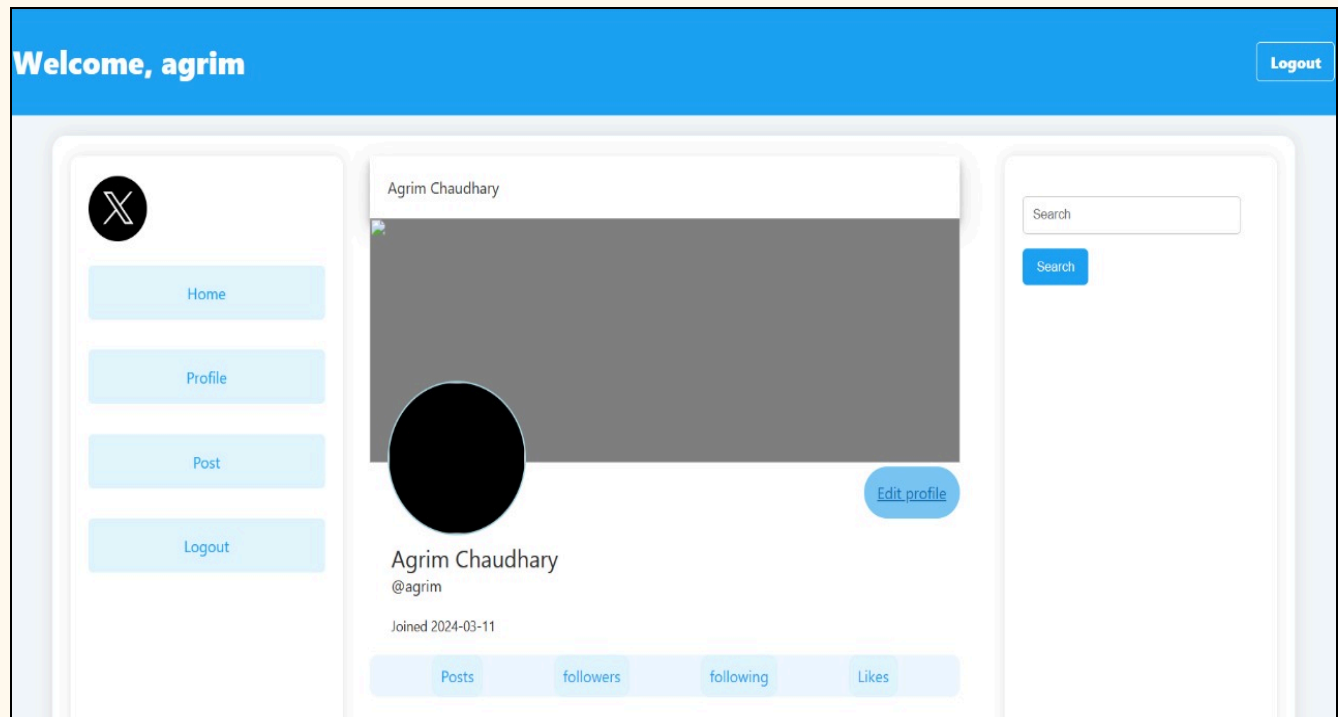 Welcome, agrim
Logout
Home
Profile
Post
Logout
Agrim Chaudhary
Edit profile
Agrim Chaudhary
@agrim
Joined 2024-03-11
Posts followers following Likes
Search
Search